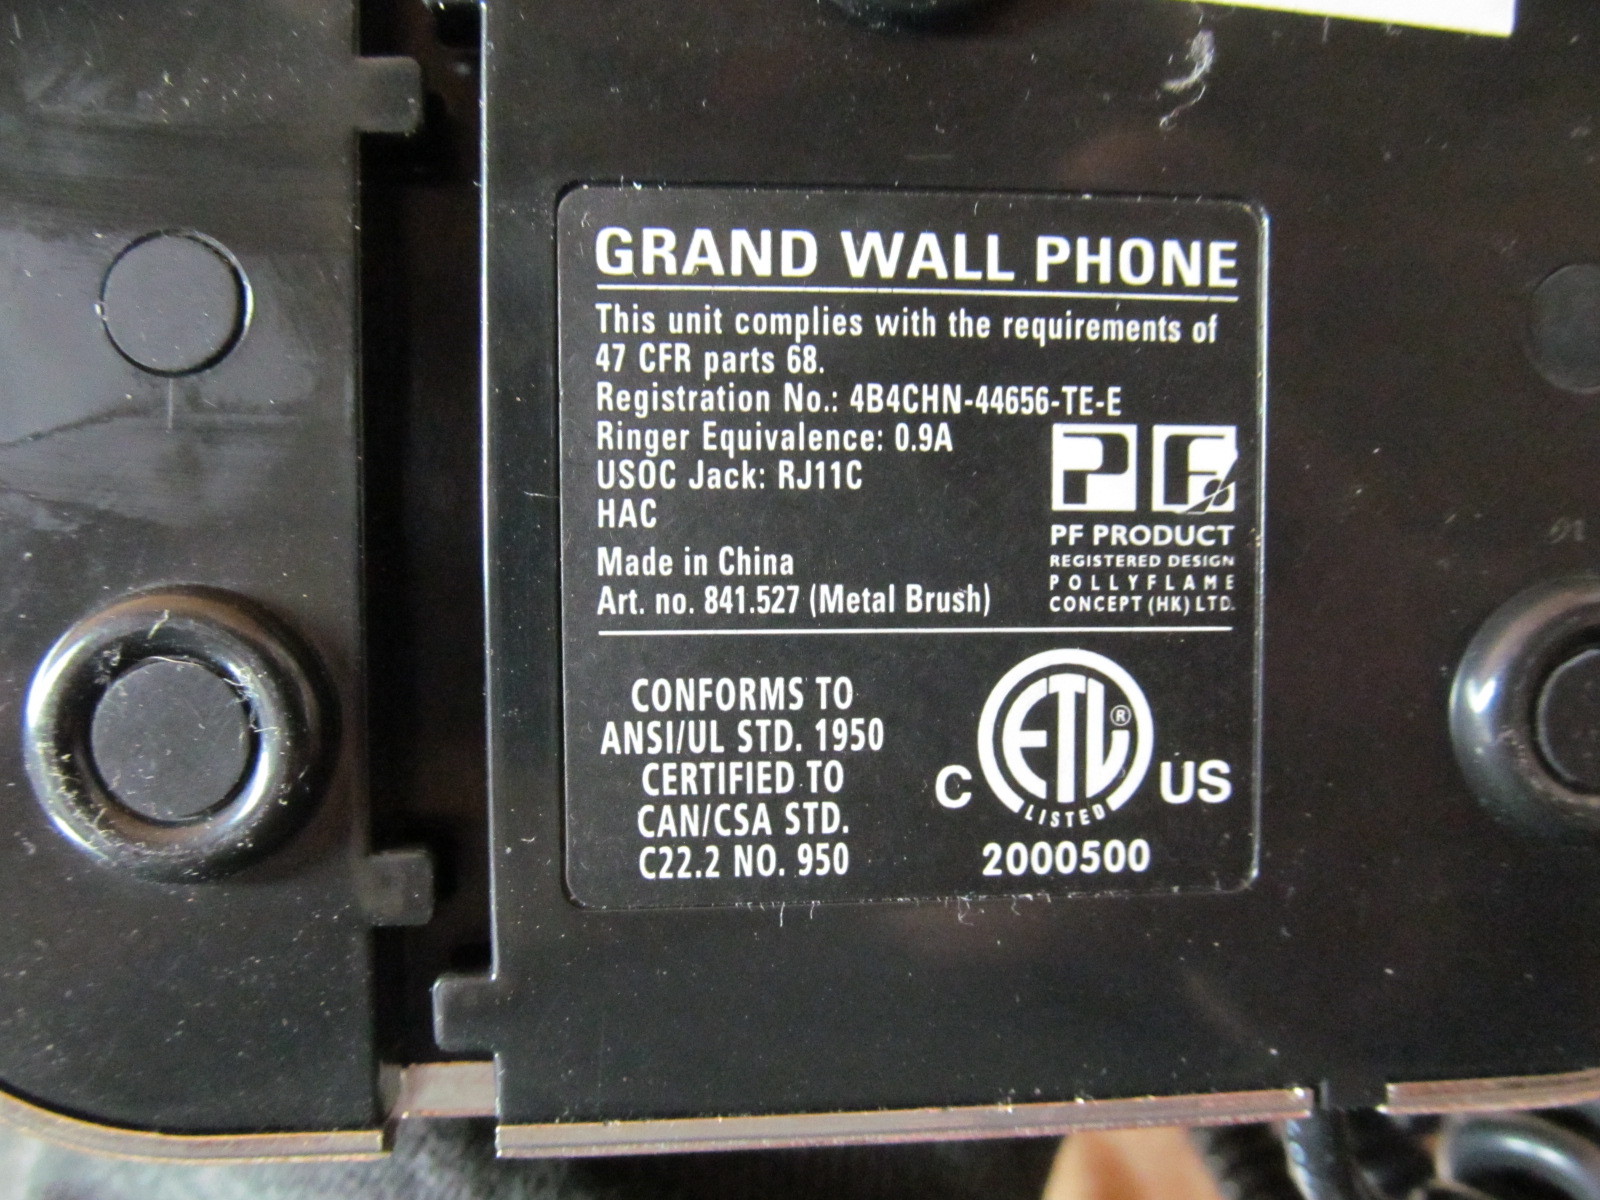 GRAND WALL PHONE
This unit complies with the requirements of
47 CFR parts 68.
Registration No.: 4B4CHN-44656-TE-E
Ringer Equivalence: 0.9A
USOC Jack: RJ11C
HAC
Made in China
Art. no. 841.527 (Metal Brush)
PF
PF PRODUCT
REGISTERED DESIGN
POLLYFLAME
CONCEPT (HK) LTD.
CONFORMS TO
ANSI/UL STD. 1950
CERTIFIED TO
CAN/CSA STD.
C22.2 NO. 950
C ETL® US
LISTED
2000500